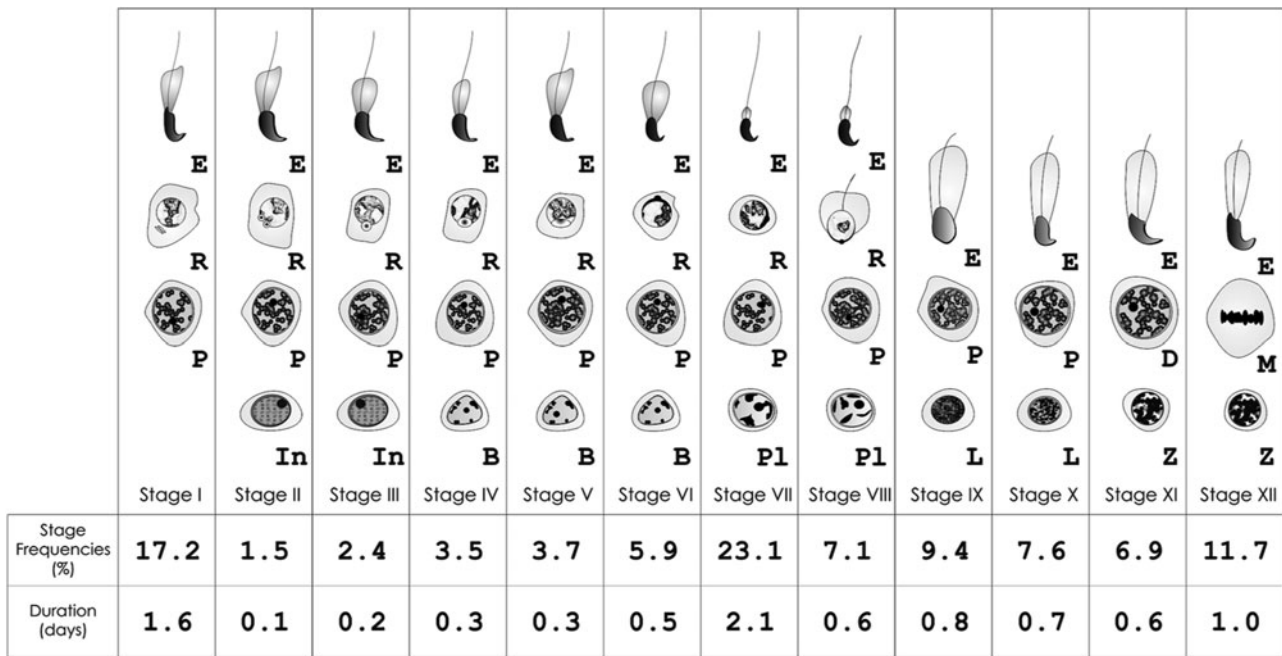 E E E E E E E E
R R R R R R R R E E E E
P P P P P P P P P P D M
In In B B B Pl Pl L L Z Z
Stage I Stage II Stage III Stage IV Stage V Stage VI Stage VII Stage VIII Stage IX Stage X Stage XI Stage XII
Stage
Frequencies
(%)
17.2 1.5 2.4 3.5 3.7 5.9 23.1 7.1 9.4 7.6 6.9 11.7
Duration
(days)
1.6 0.1 0.2 0.3 0.3 0.5 2.1 0.6 0.8 0.7 0.6 1.0